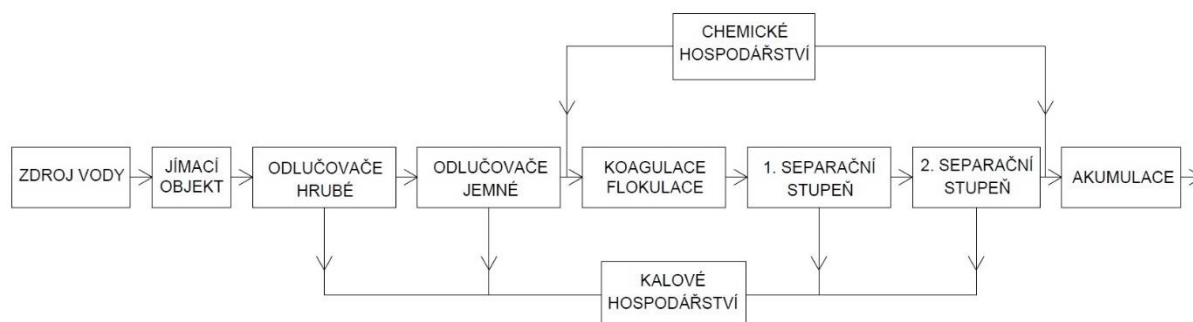 CHEMICKÉ
HOSPODÁŘSTVÍ
ZDROJ VODY
JÍMACÍ
OBJEKT
ODLUČOVAČE
HRUBÉ
ODLUČOVAČE
JEMNÉ
KOAGULACE
FLOKULACE
1. SEPARAČNÍ
STUPEŇ
2. SEPARAČNÍ
STUPEŇ
AKUMULACE
KALOVÉ
HOSPODÁŘSTVÍ